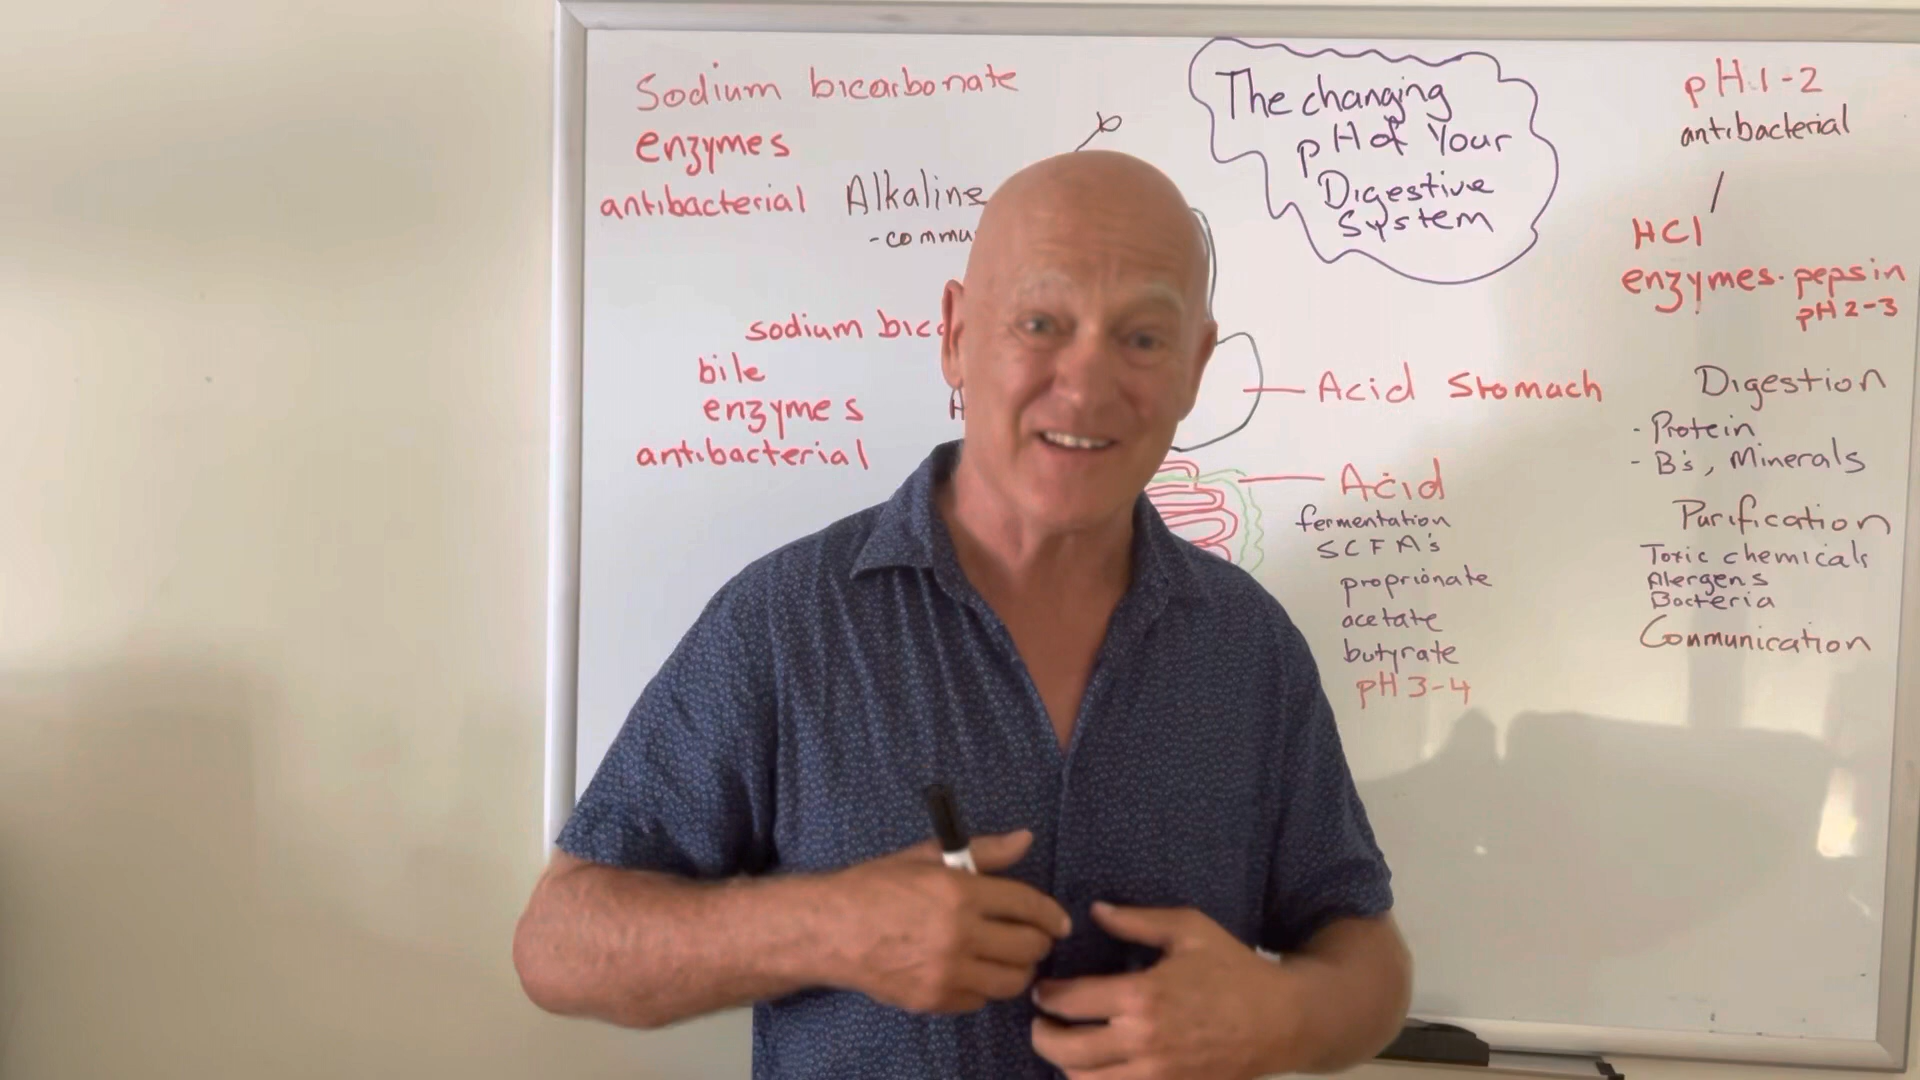 Sodium bicarbonate
enzymes
antibacterial
Alkaline
-commu
sodium bica
bile
enzymes
antibacterial
The changing
pH of Your
Digestive
System
pH.1-2
antibacterial
HCl
enzymes. pepsin
pH 2-3
Acid Stomach
Acid
fermentation
SCFA's
proprionate
acetate
butyrate
pH 3-4
Digestion
- Protein
- B's, Minerals
Purification
Toxic chemicals
Alergens
Bacteria
Communication